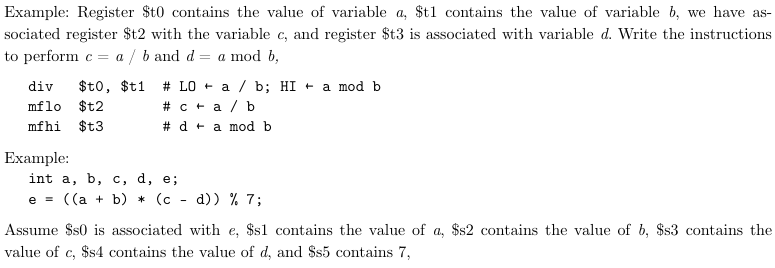 Example: Register $t0 contains the value of variable a, $t1 contains the value of variable b, we have as-
sociated register $t2 with the variable c, and register $t3 is associated with variable d. Write the instructions
to perform c = a / b and d = a mod b,
div $t0, $t1 # LO ← a / b; HI ← a mod b
mflo $t2 # c ← a / b
mfhi $t3 # d ← a mod b
Example:
int a, b, c, d, e;
e = ((a + b) * (c - d)) % 7;
Assume $s0 is associated with e, $s1 contains the value of a, $s2 contains the value of b, $s3 contains the
value of c, $s4 contains the value of d, and $s5 contains 7,